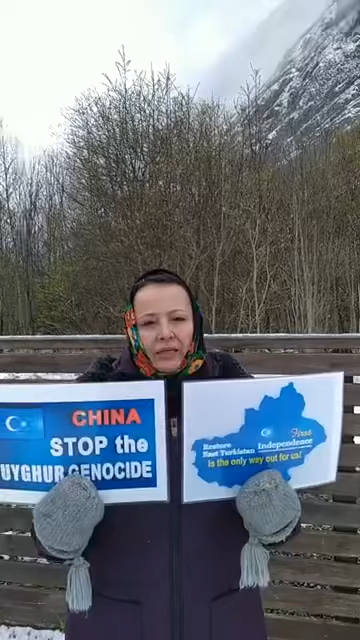 CHINA
STOP the
UYGHUR GENOCIDE
Restore
East Turkistan Independence
Is the only way out for us!